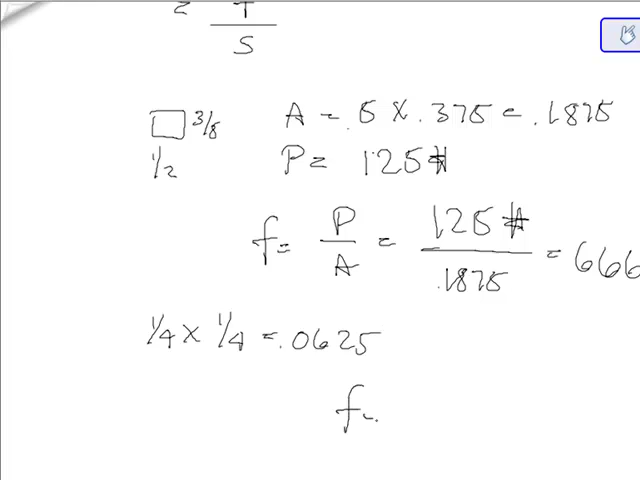 =
S
3/8 A = .5 x .375 = .1875
1/2 P = 125#
f = P/A = 125#/.1875 = 666
1/4 x 1/4 = .0625
f =